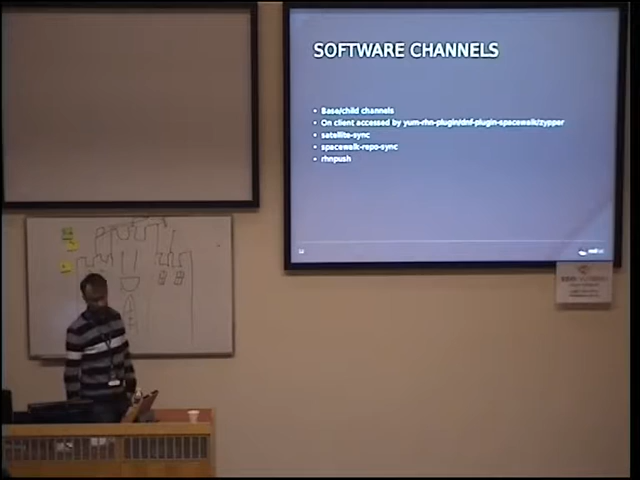 SOFTWARE CHANNELS
• Base/child channels
• On client accessed by yum-rhn-plugin/dnf-plugin-spacewalk/zypper
• satellite-sync
• spacewalk-repo-sync
• rhnpush